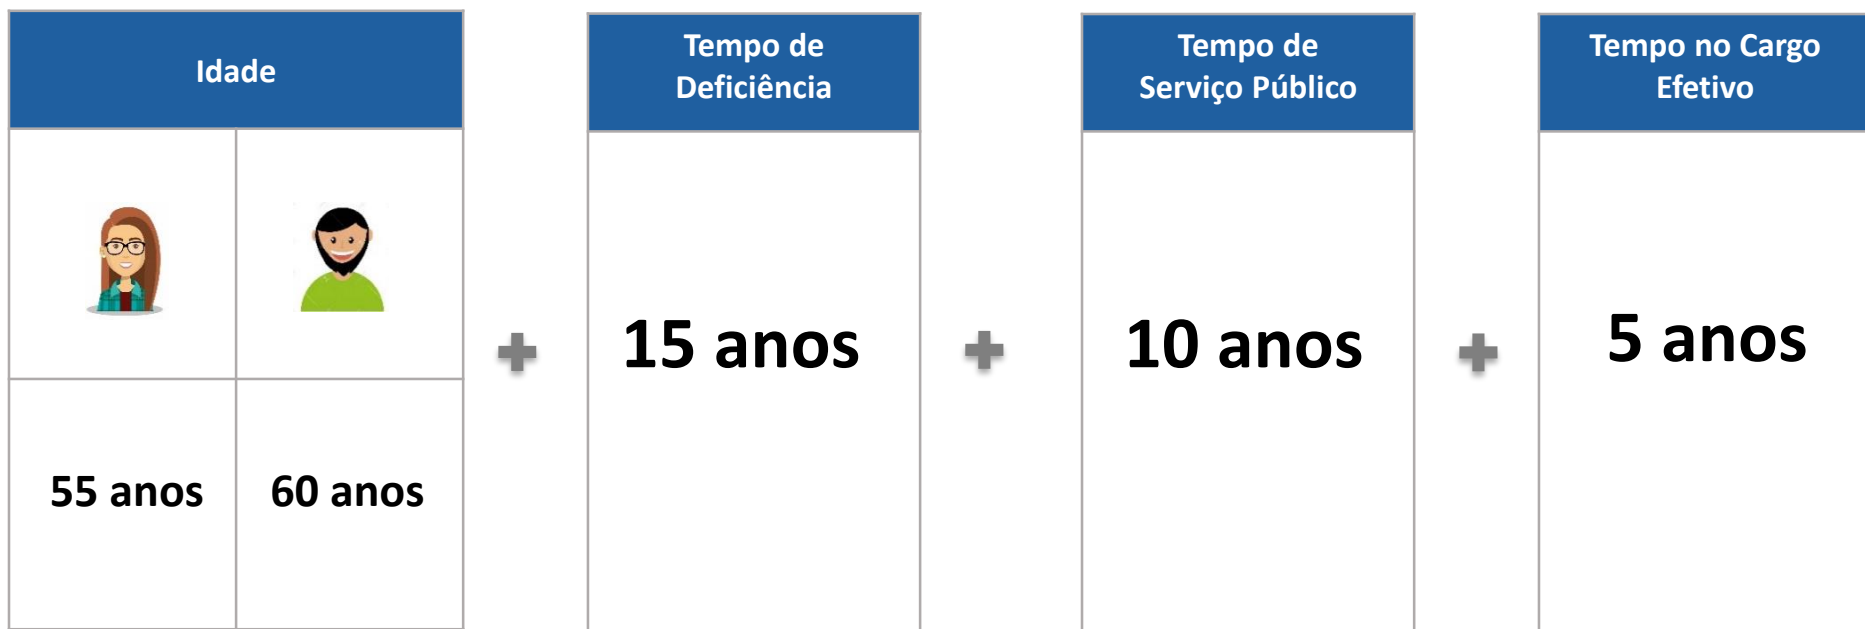 Idade
55 anos
60 anos
Tempo de
Deficiência
15 anos
Tempo de
Serviço Público
10 anos
Tempo no Cargo
Efetivo
5 anos